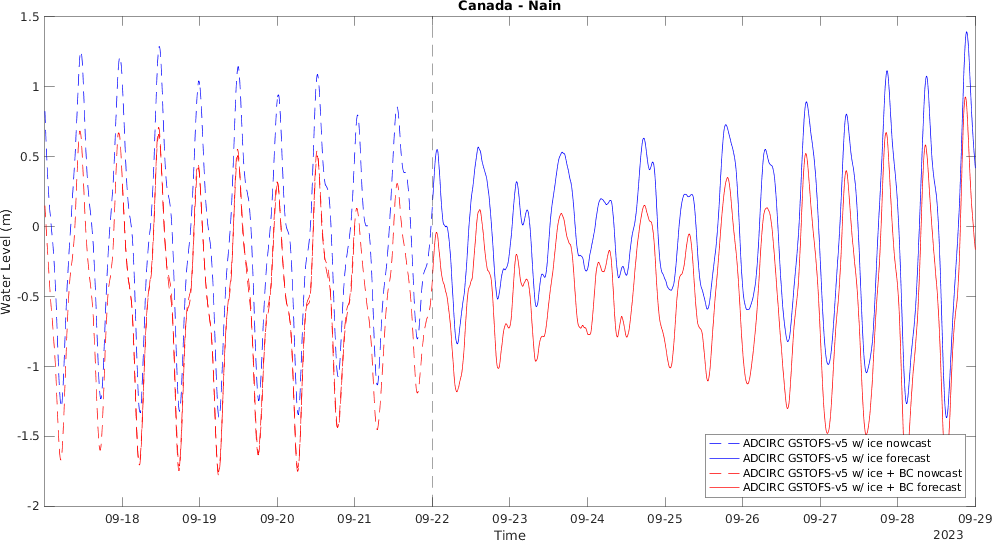 Canada - Nain
1.5
1
0.5
0
-0.5
-1
-1.5
-2
Water Level (m)
ADCIRC GSTOFS-v5 w/ ice nowcast
ADCIRC GSTOFS-v5 w/ ice forecast
ADCIRC GSTOFS-v5 w/ ice + BC nowcast
ADCIRC GSTOFS-v5 w/ ice + BC forecast
09-18 09-19 09-20 09-21 09-22 09-23 09-24 09-25 09-26 09-27 09-28 09-29
Time
2023